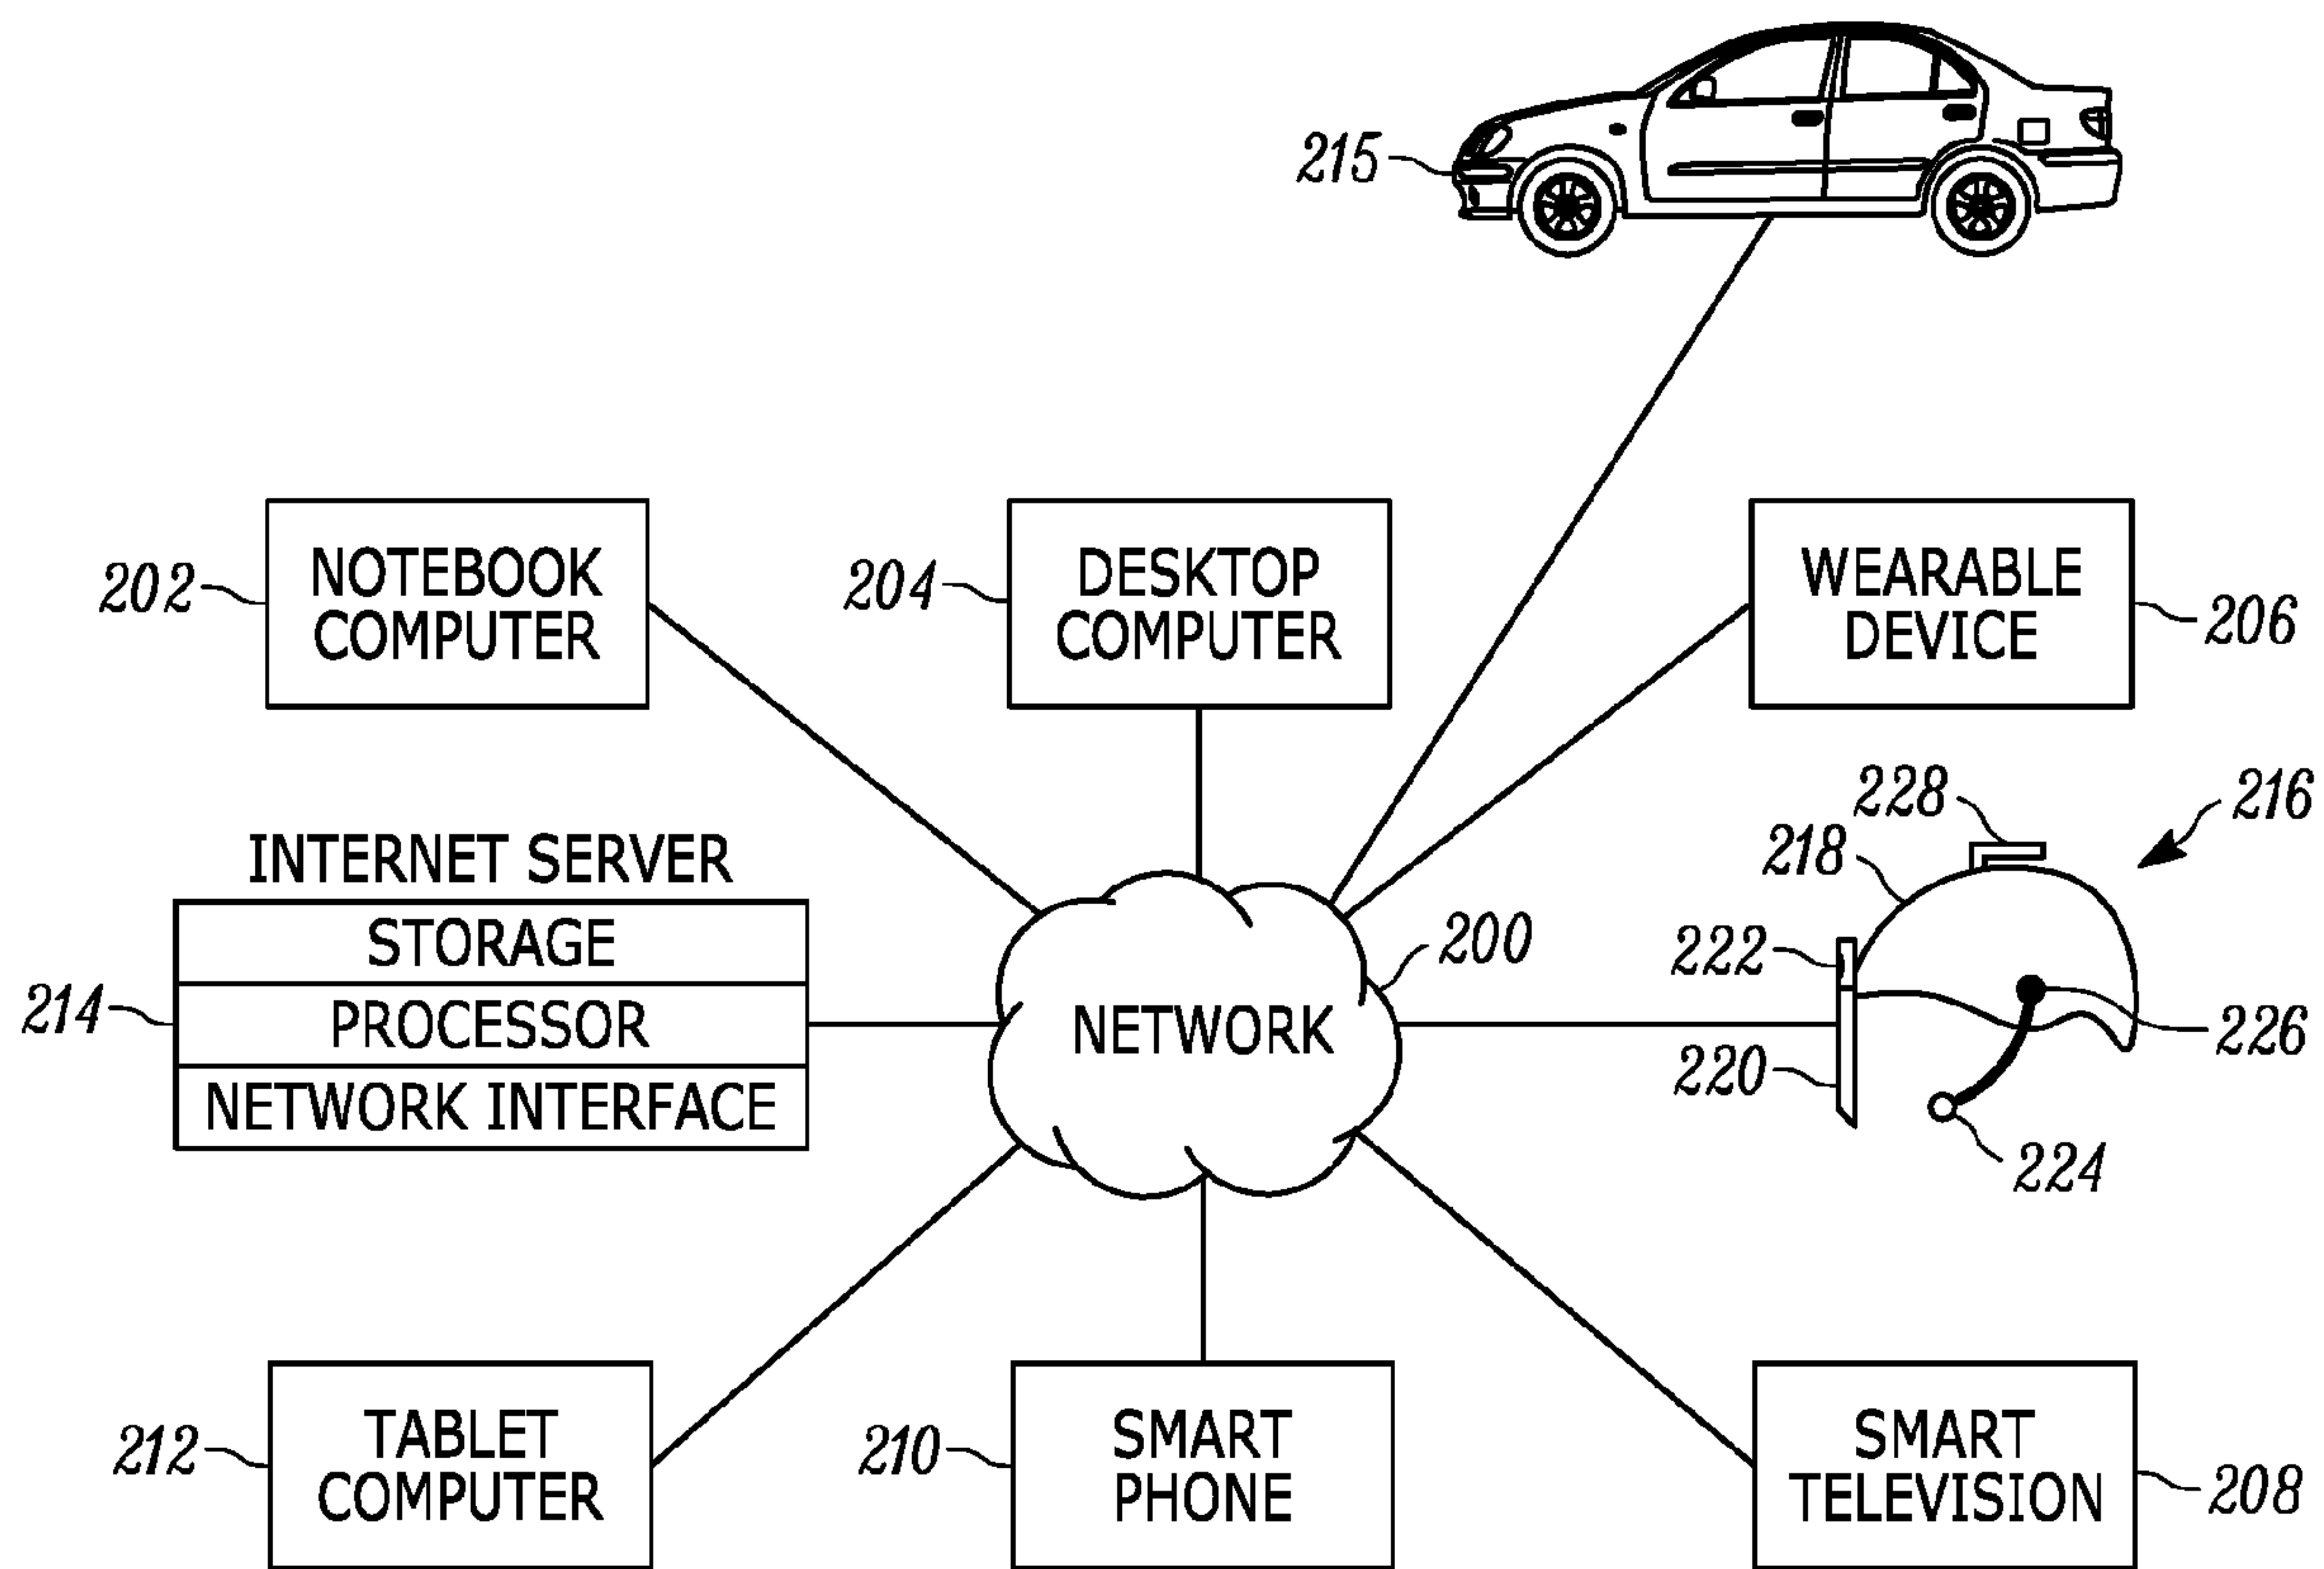 215
NOTEBOOK
COMPUTER
202
DESKTOP
COMPUTER
204
WEARABLE
DEVICE
206
INTERNET SERVER
STORAGE
PROCESSOR
NETWORK INTERFACE
214
NETWORK
200
228
216
218
222
226
220
224
TABLET
COMPUTER
212
SMART
PHONE
210
SMART
TELEVISION
208